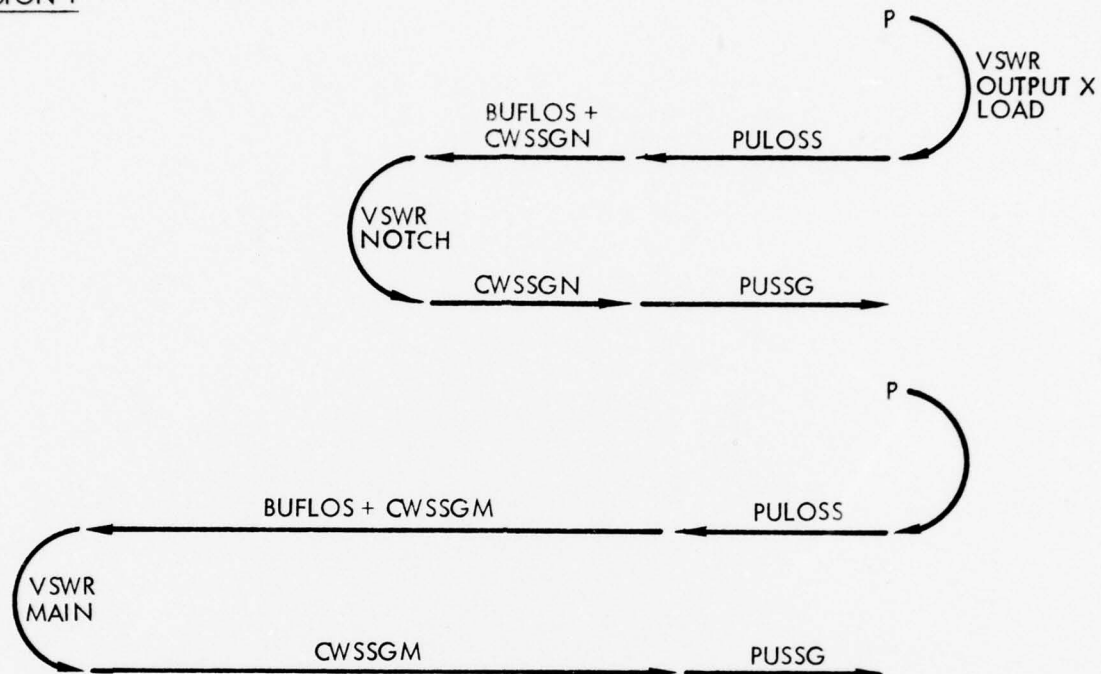 P
VSWR
OUTPUT X
LOAD
BUFLOS +
CWSSGN
PULOSS
VSWR
NOTCH
CWSSGN
PUSSG
P
BUFLOS + CWSSGM
PULOSS
VSWR
MAIN
CWSSGM
PUSSG